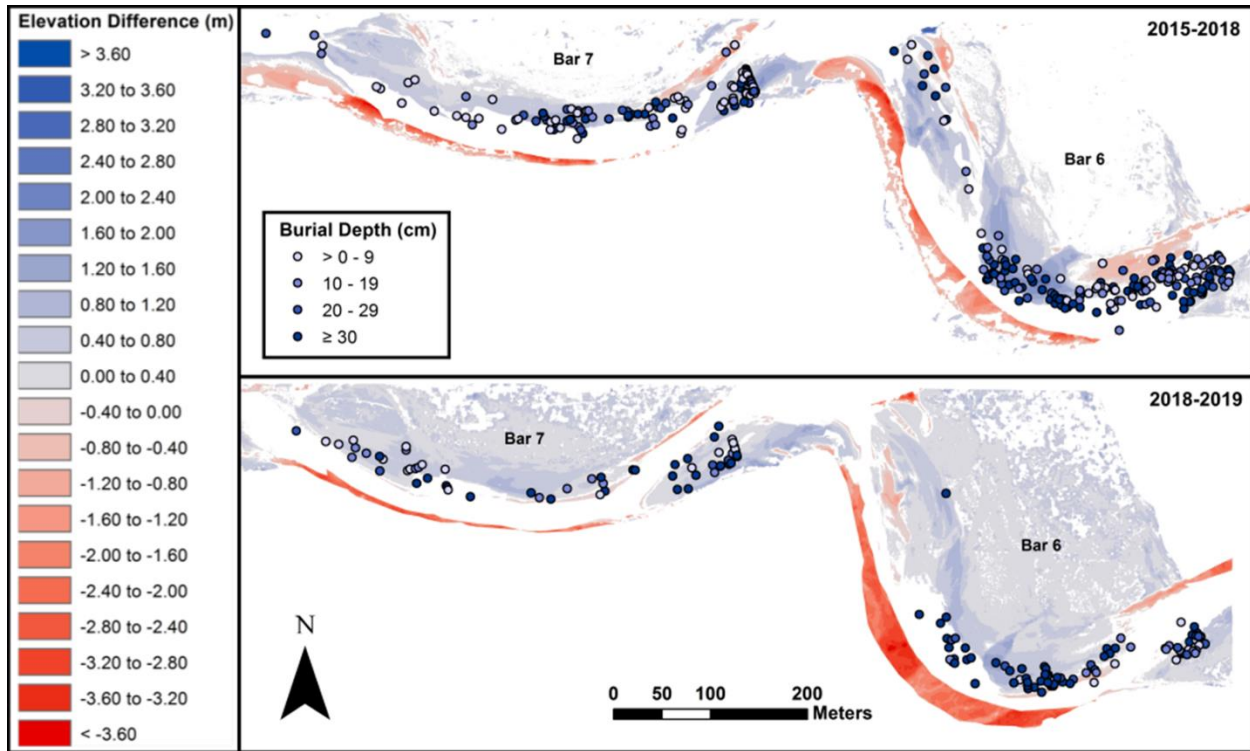 Elevation Difference (m)
> 3.60
3.20 to 3.60
2.80 to 3.20
2.40 to 2.80
2.00 to 2.40
1.60 to 2.00
1.20 to 1.60
0.80 to 1.20
0.40 to 0.80
0.00 to 0.40
-0.40 to 0.00
-0.80 to -0.40
-1.20 to -0.80
-1.60 to -1.20
-2.00 to -1.60
-2.40 to -2.00
-2.80 to -2.40
-3.20 to -2.80
-3.60 to -3.20
< -3.60
2015-2018
Bar 7
Bar 6
Burial Depth (cm)
> 0 - 9
10 - 19
20 - 29
≥ 30
2018-2019
Bar 7
Bar 6
N
0 50 100 200
Meters